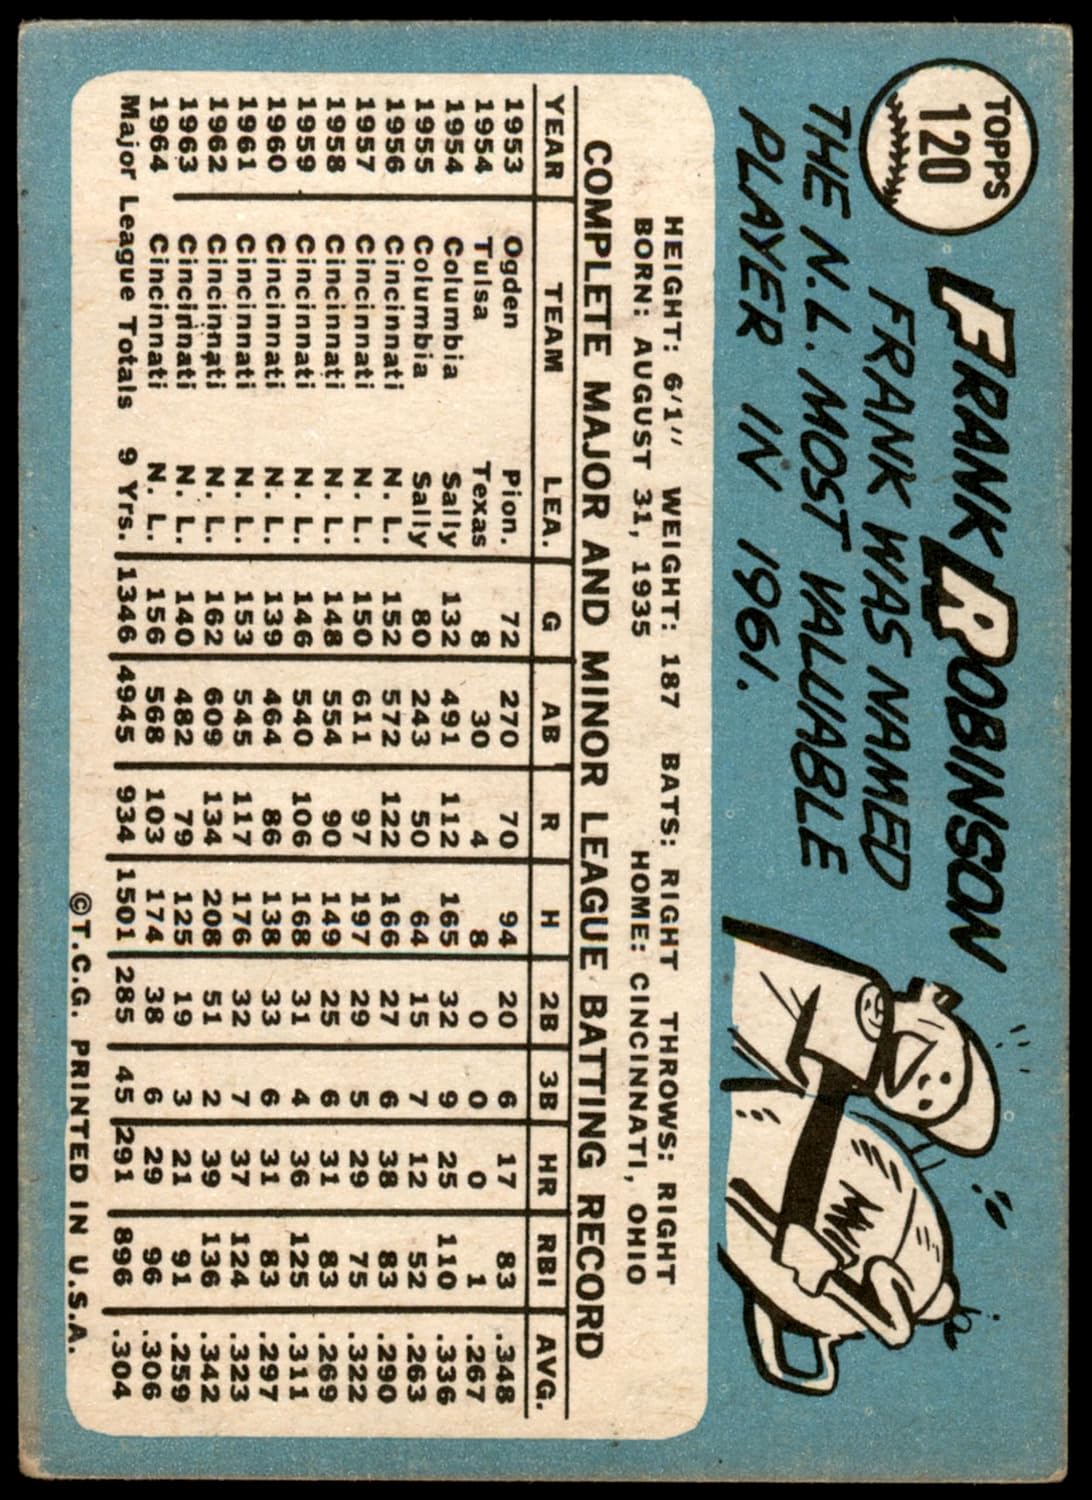 TOPPS
120
FRANK ROBINSON
FRANK WAS NAMED
THE N.L. MOST VALUABLE
PLAYER IN 1961.
MVP
HEIGHT: 6'1" WEIGHT: 187 BATS: RIGHT THROWS: RIGHT
BORN: AUGUST 31, 1935 HOME: CINCINNATI, OHIO
COMPLETE MAJOR AND MINOR LEAGUE BATTING RECORD
YEAR TEAM LEA. G AB R H 2B 3B HR RBI AVG.
1953 Ogden Pion. 72 270 70 94 20 6 17 83 .348
1954 Tulsa Texas 8 30 4 8 0 0 0 1 .267
1954 Columbia Sally 132 491 112 165 32 9 25 110 .336
1955 Columbia Sally 80 243 50 64 15 7 12 52 .263
1956 Cincinnati N. L. 152 572 122 166 27 6 38 83 .290
1957 Cincinnati N. L. 150 611 97 197 29 5 29 75 .322
1958 Cincinnati N. L. 148 554 90 149 25 6 31 83 .269
1959 Cincinnati N. L. 146 540 106 168 31 4 36 125 .311
1960 Cincinnati N. L. 139 464 86 138 33 6 31 83 .297
1961 Cincinnati N. L. 153 545 117 176 32 7 37 124 .323
1962 Cincinnati N. L. 162 609 134 208 51 2 39 136 .342
1963 Cincinnati N. L. 140 482 79 125 19 3 21 91 .259
1964 Cincinnati N. L. 156 568 103 174 38 6 29 96 .306
Major League Totals 9 Yrs. 1346 4945 934 1501 285 45 291 896 .304
©T.C.G. PRINTED IN U.S.A.